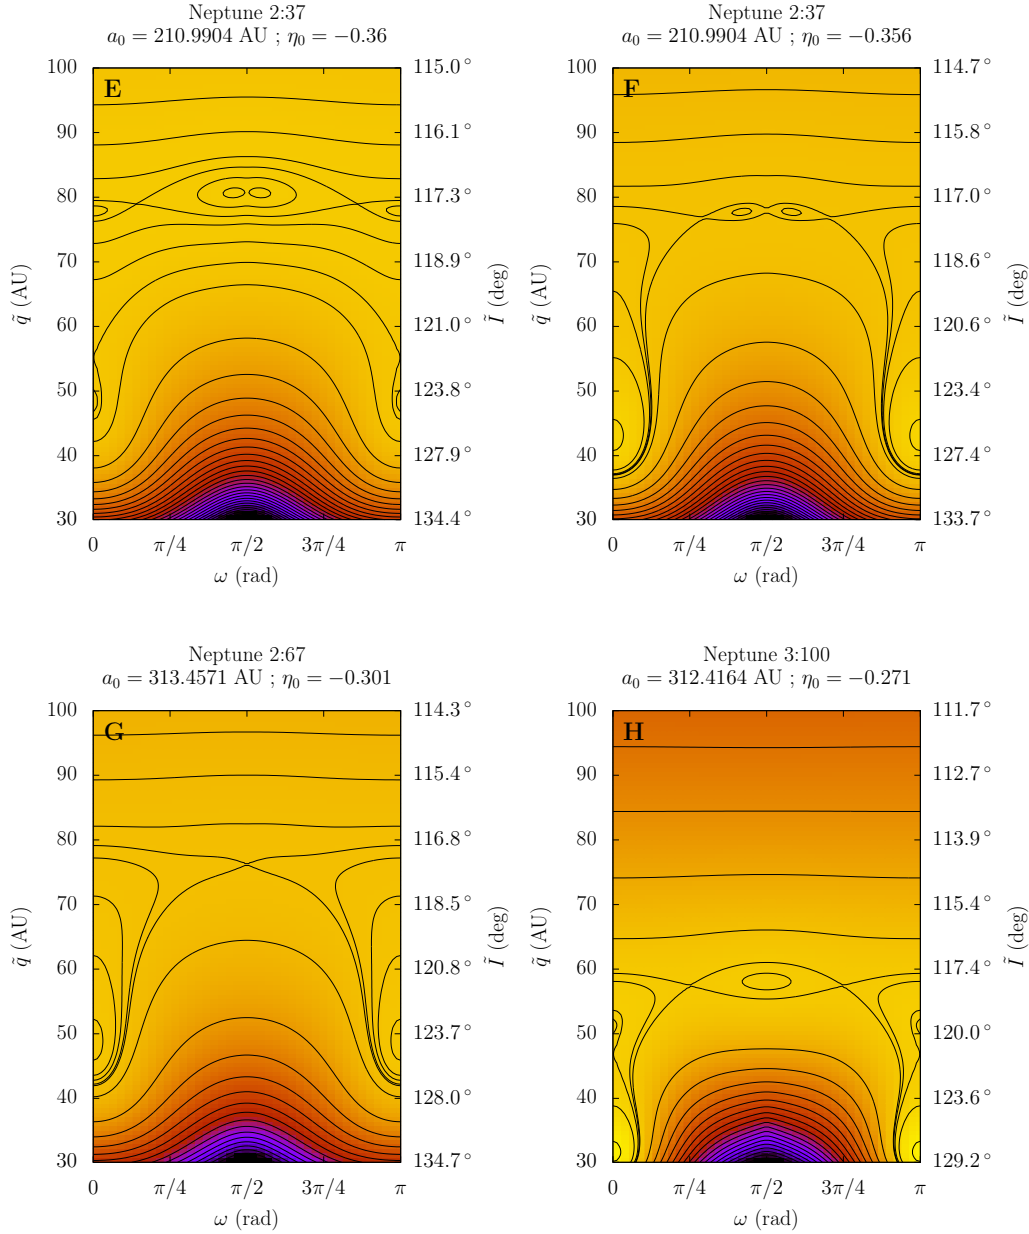 Neptune 2:37
a₀ = 210.9904 AU ; η₀ = −0.36
E
100
90
80
70
60
50
40
30
q̃ (AU)
115.0°
116.1°
117.3°
118.9°
121.0°
123.8°
127.9°
134.4°
Ĩ (deg)
0 π/4 π/2 3π/4 π
ω (rad)
Neptune 2:37
a₀ = 210.9904 AU ; η₀ = −0.356
F
100
90
80
70
60
50
40
30
q̃ (AU)
114.7°
115.8°
117.0°
118.6°
120.6°
123.4°
127.4°
133.7°
Ĩ (deg)
0 π/4 π/2 3π/4 π
ω (rad)
Neptune 2:67
a₀ = 313.4571 AU ; η₀ = −0.301
G
100
90
80
70
60
50
40
30
q̃ (AU)
114.3°
115.4°
116.8°
118.5°
120.8°
123.7°
128.0°
134.7°
Ĩ (deg)
0 π/4 π/2 3π/4 π
ω (rad)
Neptune 3:100
a₀ = 312.4164 AU ; η₀ = −0.271
H
100
90
80
70
60
50
40
30
q̃ (AU)
111.7°
112.7°
113.9°
115.4°
117.4°
120.0°
123.6°
129.2°
Ĩ (deg)
0 π/4 π/2 3π/4 π
ω (rad)